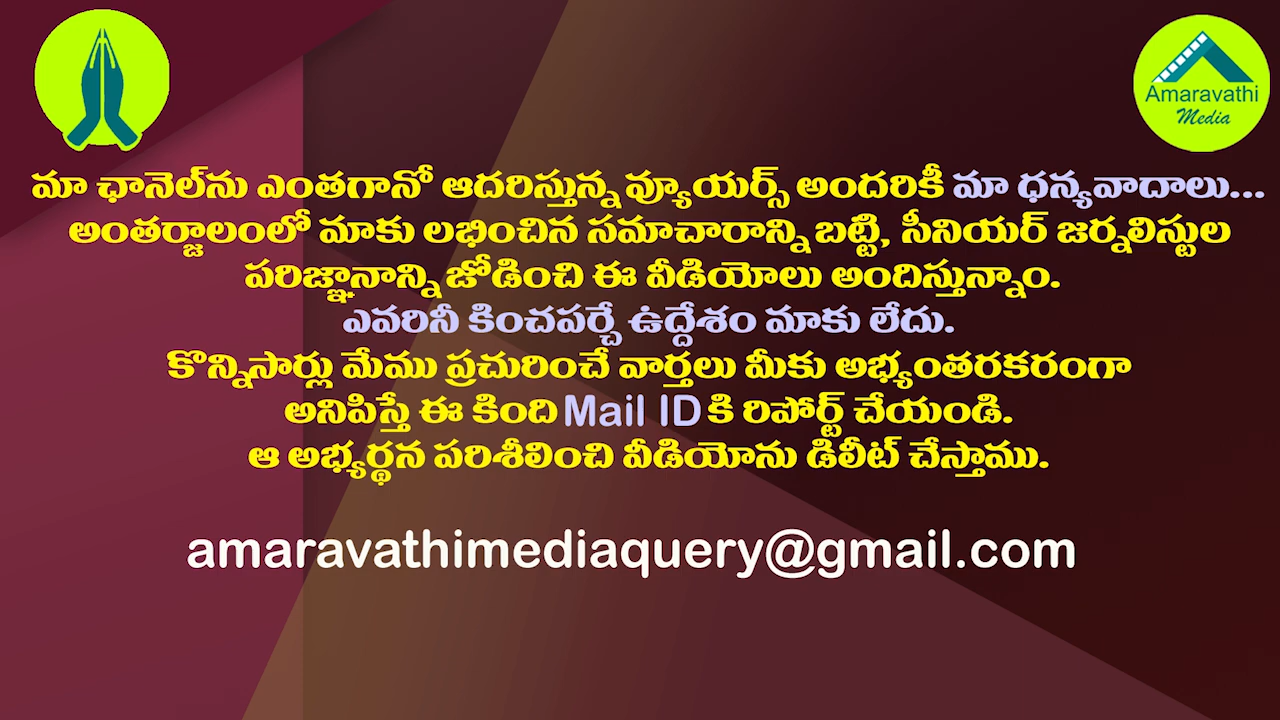 Amaravathi
Media
మా ఛానెల్‌ను ఎంతగానో ఆదరిస్తున్న వ్యూయర్స్ అందరికీ మా ధన్యవాదాలు...
అంతర్జాలంలో మాకు లభించిన సమాచారాన్ని బట్టి, సీనియర్ జర్నలిస్టుల
పరిజ్ఞానాన్ని జోడించి ఈ వీడియోలు అందిస్తున్నాం.
ఎవరినీ కించపర్చే ఉద్దేశం మాకు లేదు.
కొన్నిసార్లు మేము ప్రచురించే వార్తలు మీకు అభ్యంతరకరంగా
అనిపిస్తే ఈ కింది Mail ID కి రిపోర్ట్ చేయండి.
ఆ అభ్యర్థన పరిశీలించి వీడియోను డిలీట్ చేస్తాము.
amaravathimediaquery@gmail.com